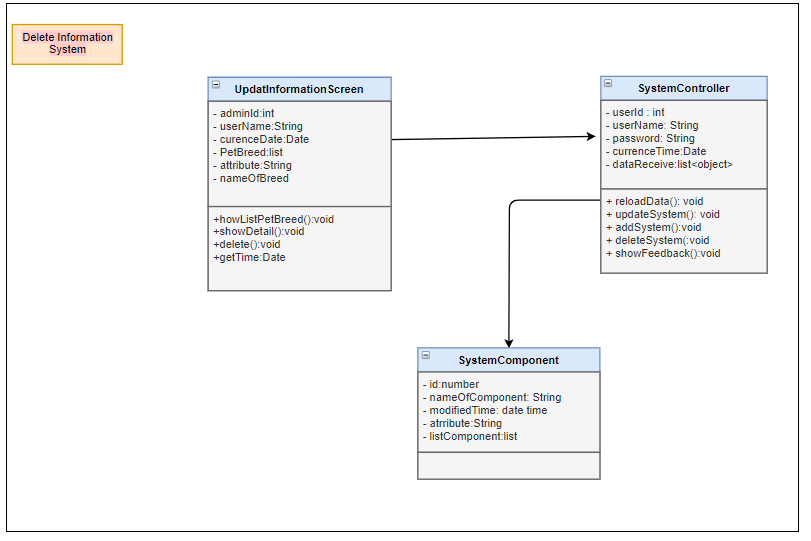 Delete Information
System
UpdatInformationScreen
- adminId:int
- userName:String
- curenceDate:Date
- PetBreed:list
- attribute:String
- nameOfBreed
+howListPetBreed():void
+showDetail():void
+delete():void
+getTime:Date
SystemController
- userId : int
- userName: String
- password: String
- currenceTime:Date
- dataReceive:list<object>
+ reloadData(): void
+ updateSystem(): void
+ addSystem():void
+ deleteSystem(:void
+ showFeedback():void
SystemComponent
- id:number
- nameOfComponent: String
- modifiedTime: date time
- atrribute:String
- listComponent:list